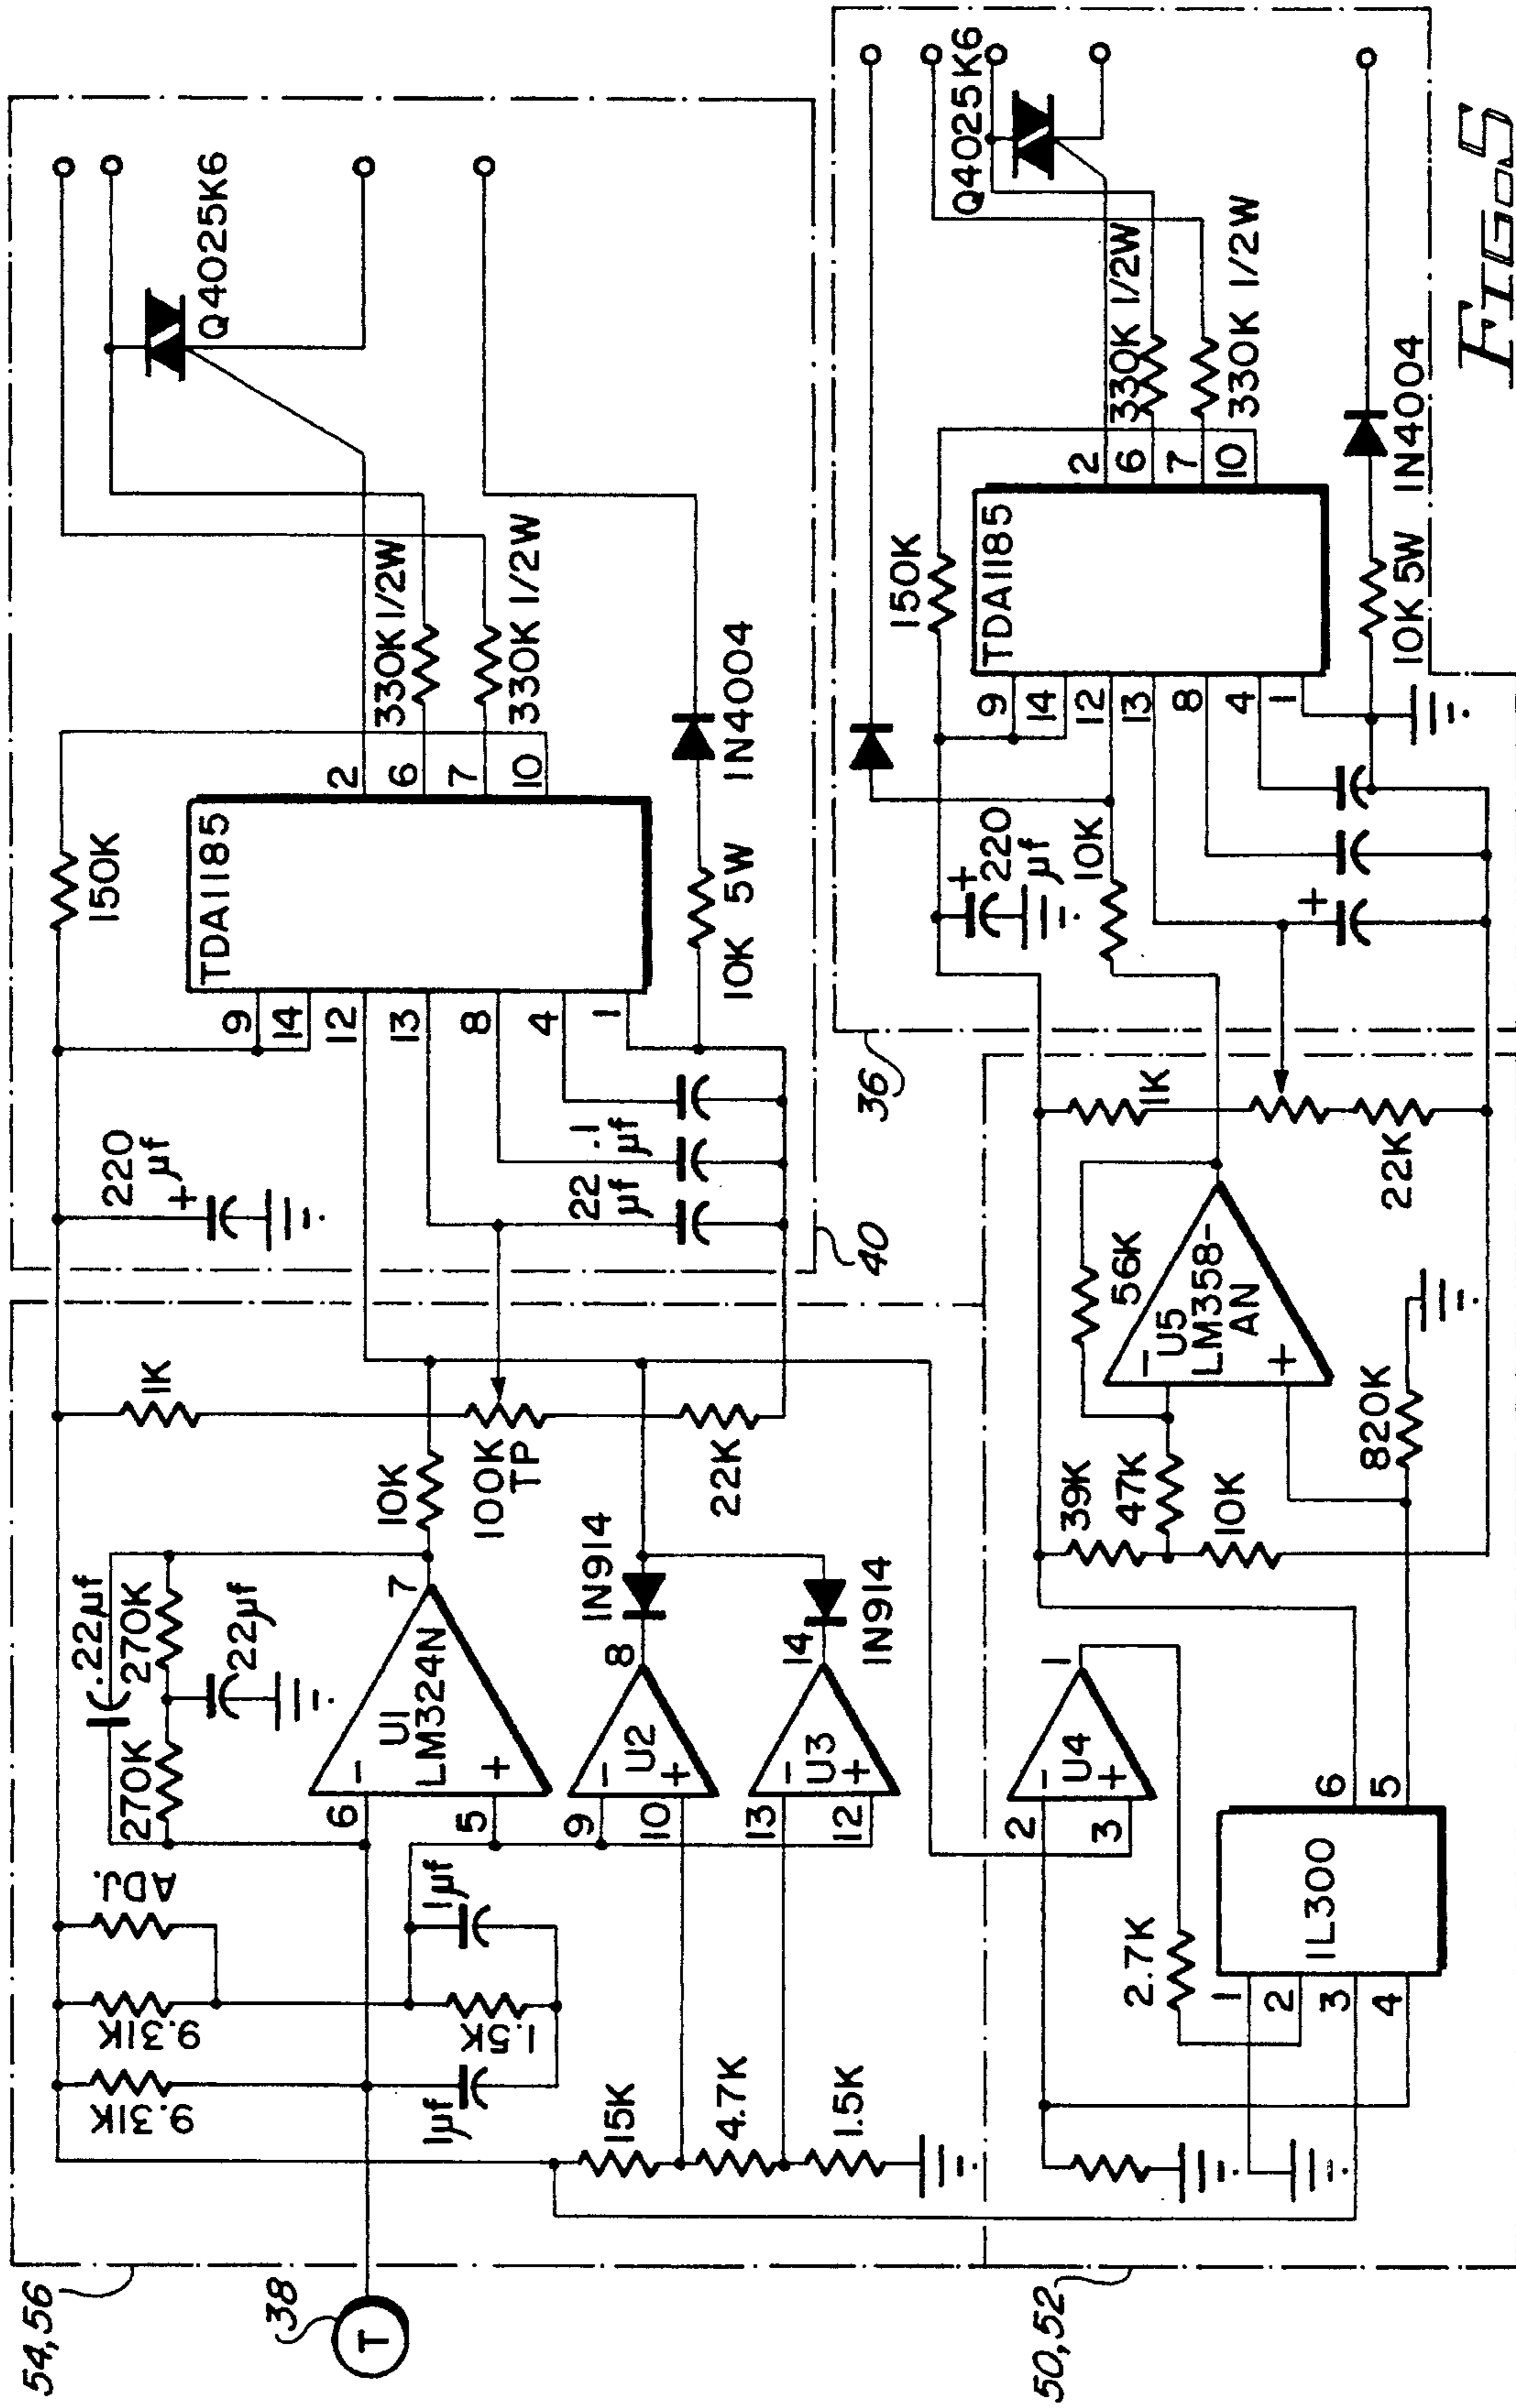 54,56
38
T
9.31K
9.31K
ADJ.
1µf
1.5K
1µf
15K
4.7K
1.5K
.22µf
270K
270K
22µf
6
5
7
U1
LM324N
9
10
8
U2
13
12
14
U3
1N914
1N914
10K
1K
100K
TP
22K
220
µf
+
22
µf
.1
µf
40
9
14
12
13
8
4
1
TDA1185
2
6
7
10
150K
330K 1/2W
330K 1/2W
10K 5W
1N4004
Q4025K6
50,52
2
3
1
U4
2.7K
1
2
3
4
IL300
6
5
39K
47K
10K
56K
U5
LM358-
AN
820K
1K
22K
36
+
220
µf
10K
+
9
14
12
13
8
4
1
TDA1185
2
6
7
10
150K
330K 1/2W
330K 1/2W
10K 5W
1N4004
Q4025K6
FIG. 5